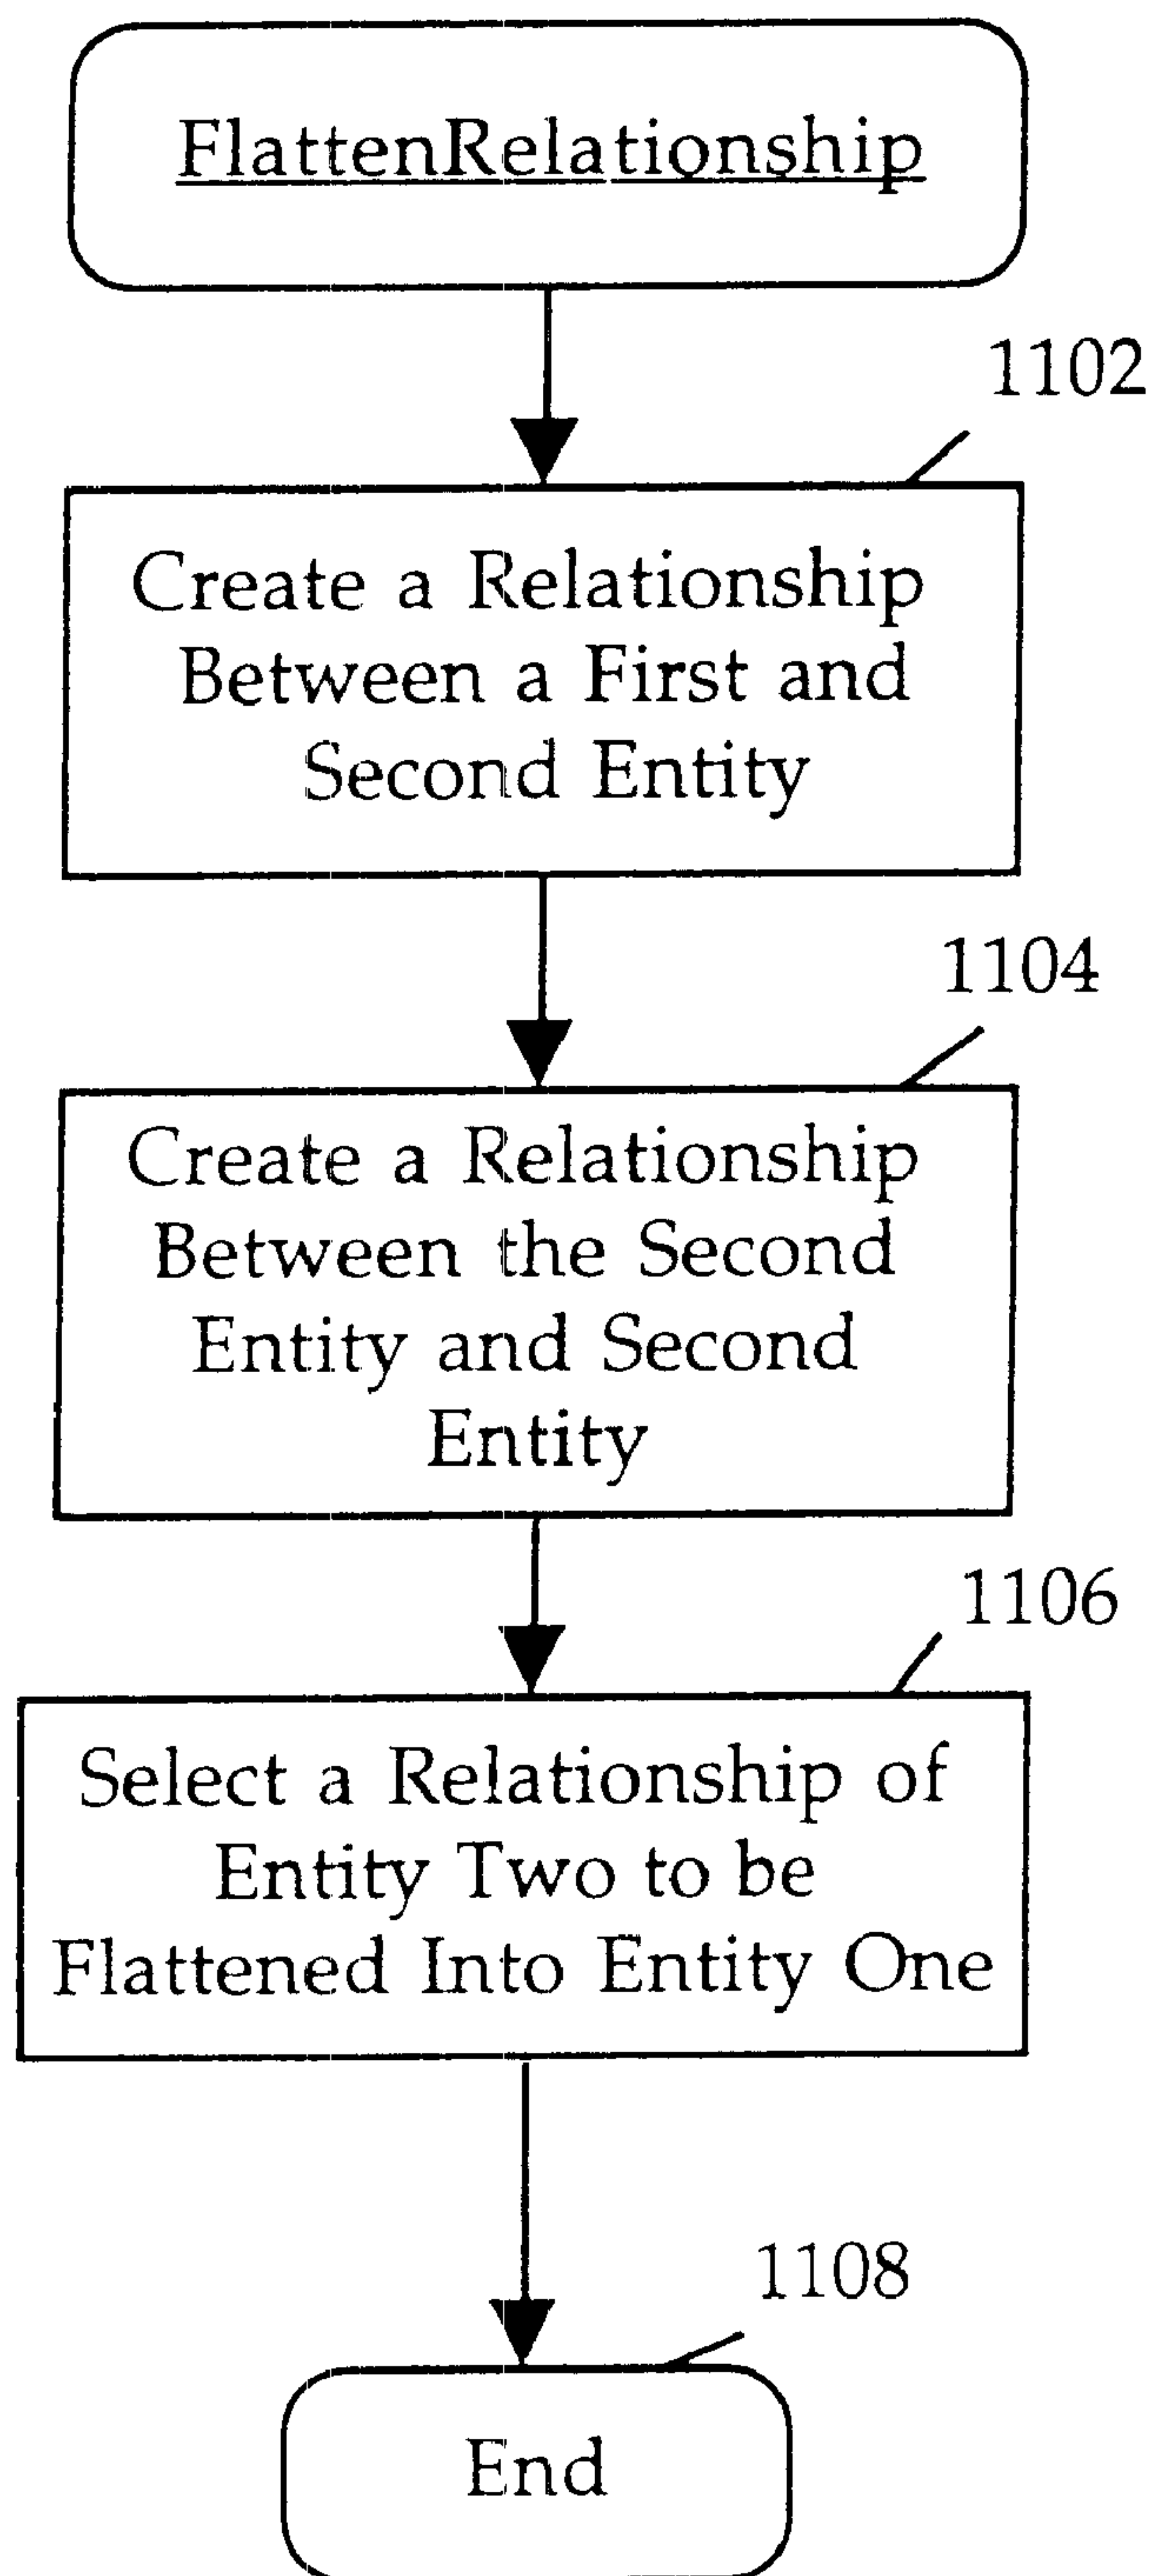 FlattenRelationship
1102
Create a Relationship
Between a First and
Second Entity
1104
Create a Relationship
Between the Second
Entity and Second
Entity
1106
Select a Relationship of
Entity Two to be
Flattened Into Entity One
1108
End